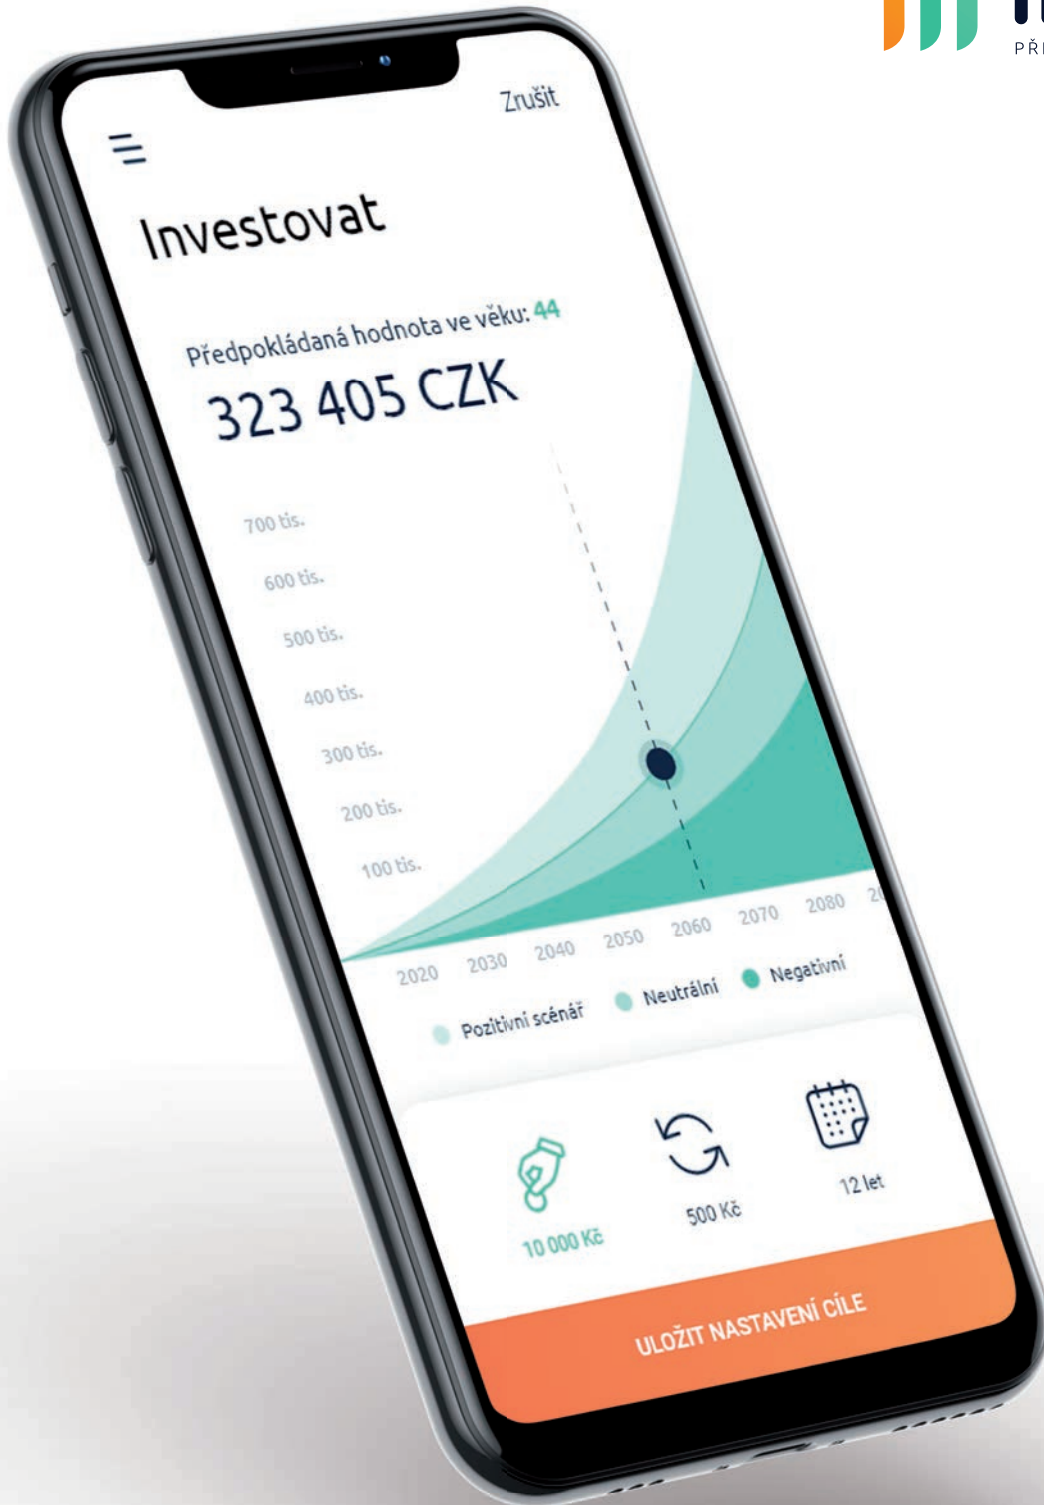 Zrušit
Investovat
Předpokládaná hodnota ve věku: 44
323 405 CZK
700 tis.
600 tis.
500 tis.
400 tis.
300 tis.
200 tis.
100 tis.
2020 2030 2040 2050 2060 2070 2080
Pozitivní scénář Neutrální Negativní
10 000 Kč 500 Kč 12 let
ULOŽIT NASTAVENÍ CÍLE